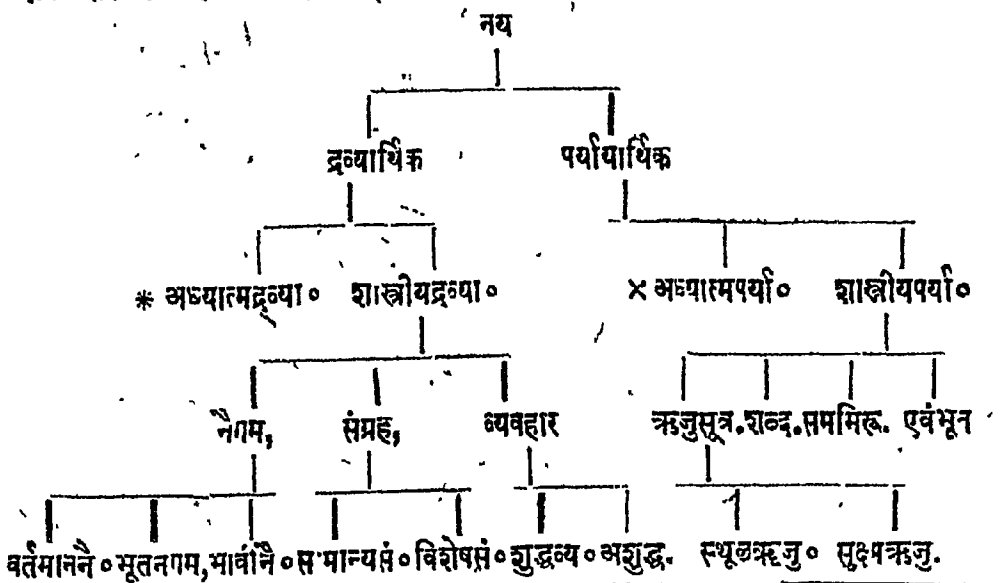 नय
द्रव्यार्थिक पर्यायार्थिक
* अध्यात्मद्रव्या० शास्त्रीयद्रव्या० × अध्यात्मपर्या० शास्त्रीयपर्या०
नैगम, संग्रह, व्यवहार ऋजुसूत्र. शब्द. समभिरू. एवंभून
वर्तमाननै० भूतनगम, भावीनै० सामान्यसं० विशेषसं० शुद्धव्य० अशुद्ध. स्थूलऋजु० सूक्ष्मऋजु.